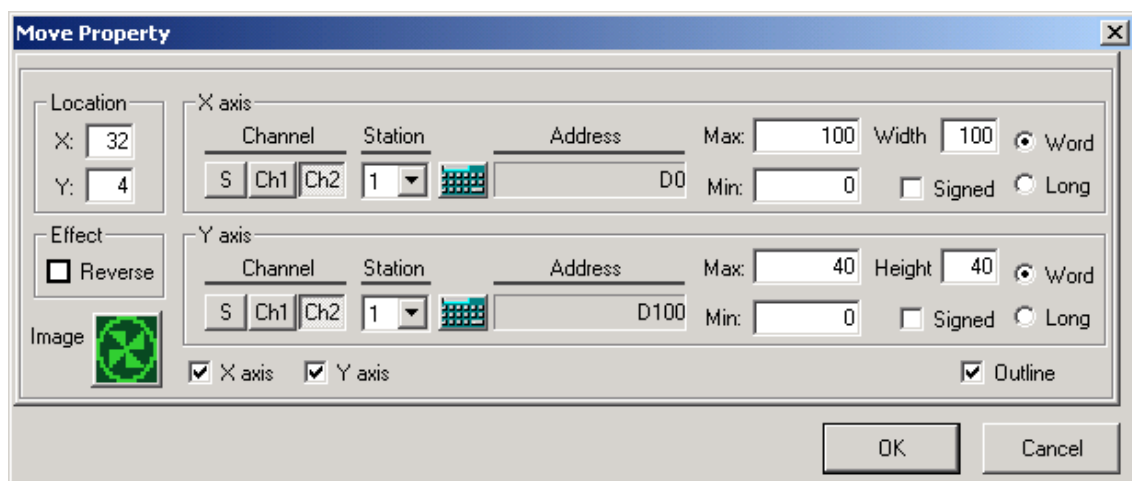 Move Property
Location
X: 32
Y: 4
X axis
Channel Station Address Max: 100 Width 100 Word
S Ch1 Ch2 1 D0 Min: 0 Signed Long
Effect
Reverse
Y axis
Channel Station Address Max: 40 Height 40 Word
S Ch1 Ch2 1 D100 Min: 0 Signed Long
Image
X axis Y axis Outline
OK Cancel